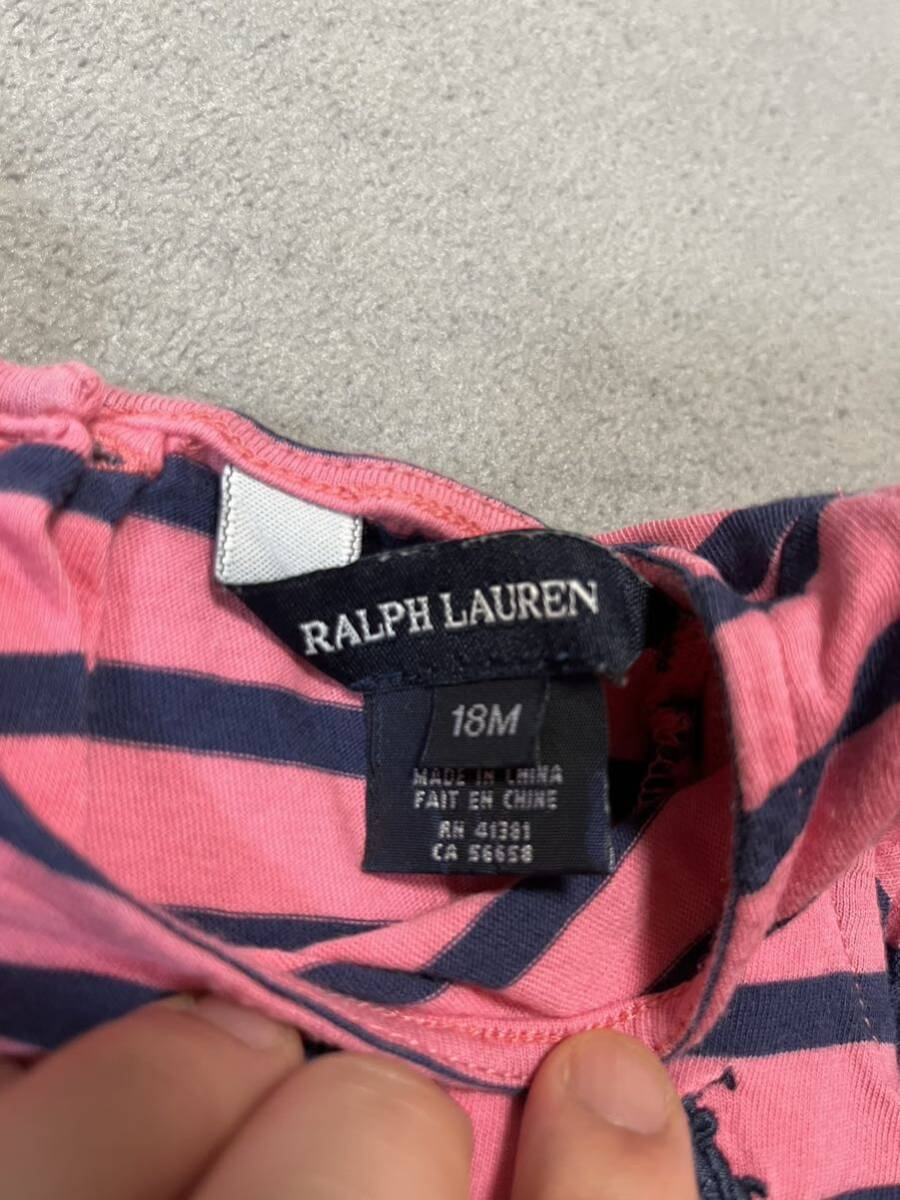 RALPH LAUREN
18M
MADE IN CHINA
FAIT EN CHINE
RN 41381
CA 56658